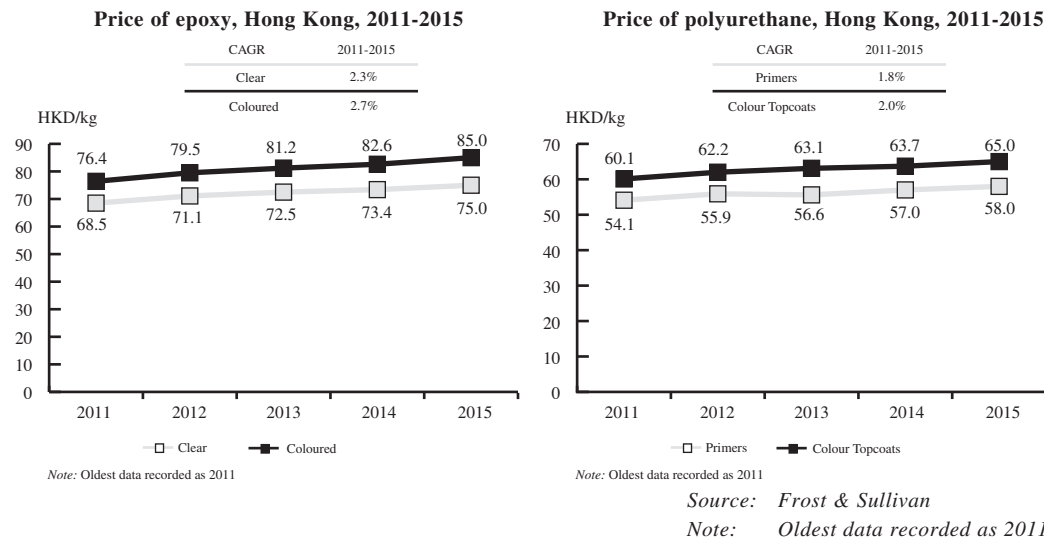 Price of epoxy, Hong Kong, 2011-2015
CAGR 2011-2015
Clear 2.3%
Coloured 2.7%
HKD/kg
90
80
70
60
50
40
30
20
10
0
76.4 79.5 81.2 82.6 85.0
68.5 71.1 72.5 73.4 75.0
2011 2012 2013 2014 2015
Clear Coloured
Note: Oldest data recorded as 2011
Price of polyurethane, Hong Kong, 2011-2015
CAGR 2011-2015
Primers 1.8%
Colour Topcoats 2.0%
HKD/kg
70
60
50
40
30
20
10
0
60.1 62.2 63.1 63.7 65.0
54.1 55.9 56.6 57.0 58.0
2011 2012 2013 2014 2015
Primers Colour Topcoats
Note: Oldest data recorded as 2011
Source: Frost & Sullivan
Note: Oldest data recorded as 2011